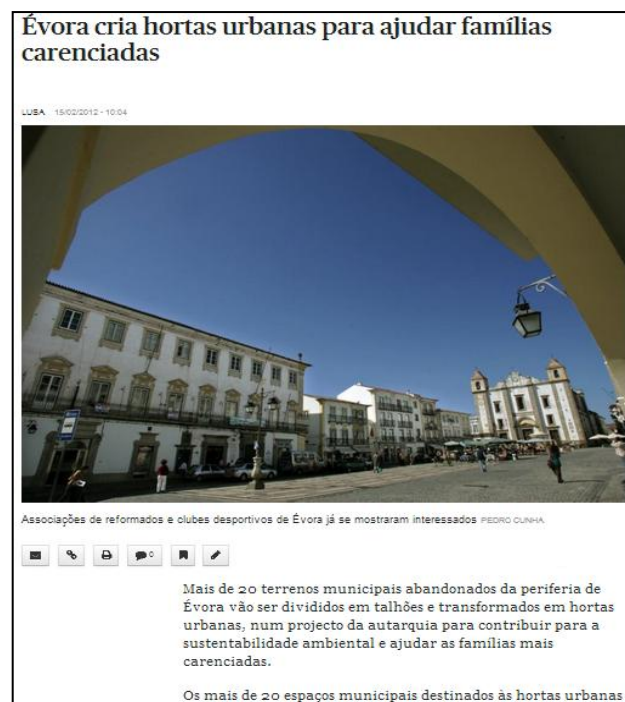 Évora cria hortas urbanas para ajudar famílias
carenciadas
LUSA 15/02/2012 - 10:04
Associações de reformados e clubes desportivos de Évora já se mostraram interessados PEDRO CUNHA
0
Mais de 20 terrenos municipais abandonados da periferia de
Évora vão ser divididos em talhões e transformados em hortas
urbanas, num projecto da autarquia para contribuir para a
sustentabilidade ambiental e ajudar as famílias mais
carenciadas.
Os mais de 20 espaços municipais destinados às hortas urbanas